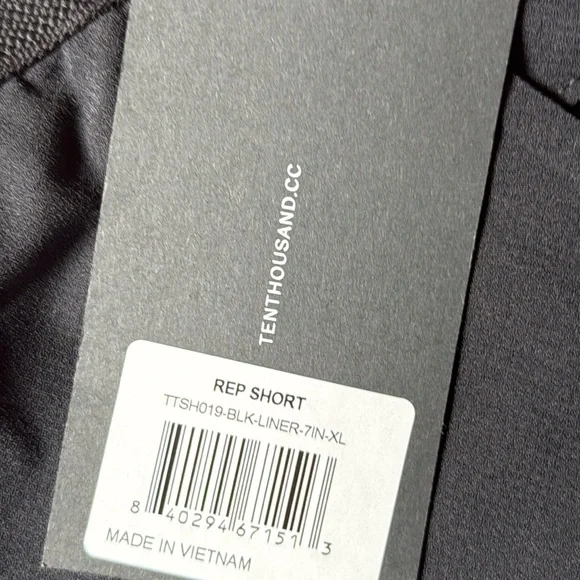 TENTHOUSAND.CC
REP SHORT
TTSH019-BLK-LINER-7IN-XL
8 40294 67151 3
MADE IN VIETNAM